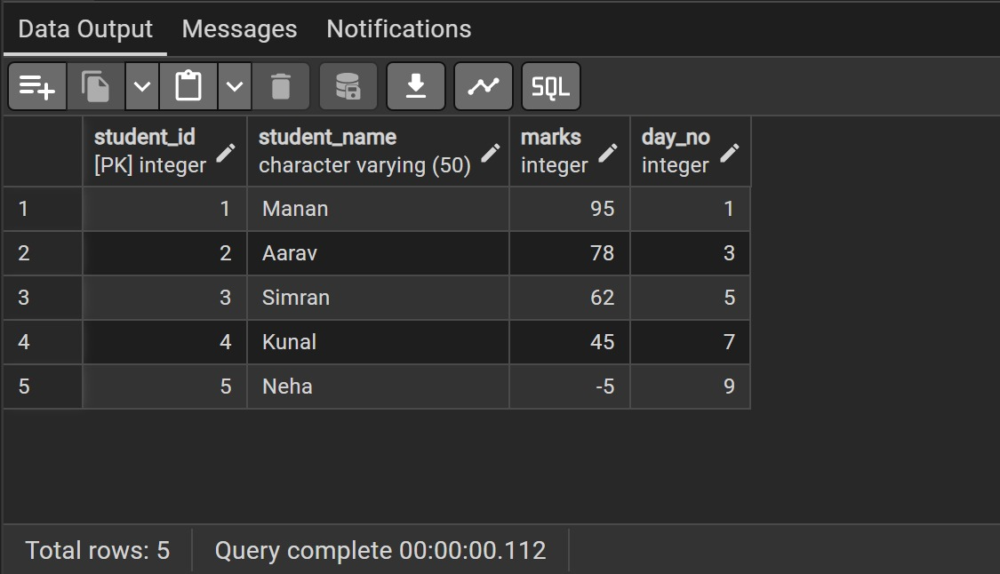 Data Output Messages Notifications
SQL
student_id student_name marks day_no
[PK] integer character varying (50) integer integer
1 1 Manan 95 1
2 2 Aarav 78 3
3 3 Simran 62 5
4 4 Kunal 45 7
5 5 Neha -5 9
Total rows: 5 Query complete 00:00:00.112